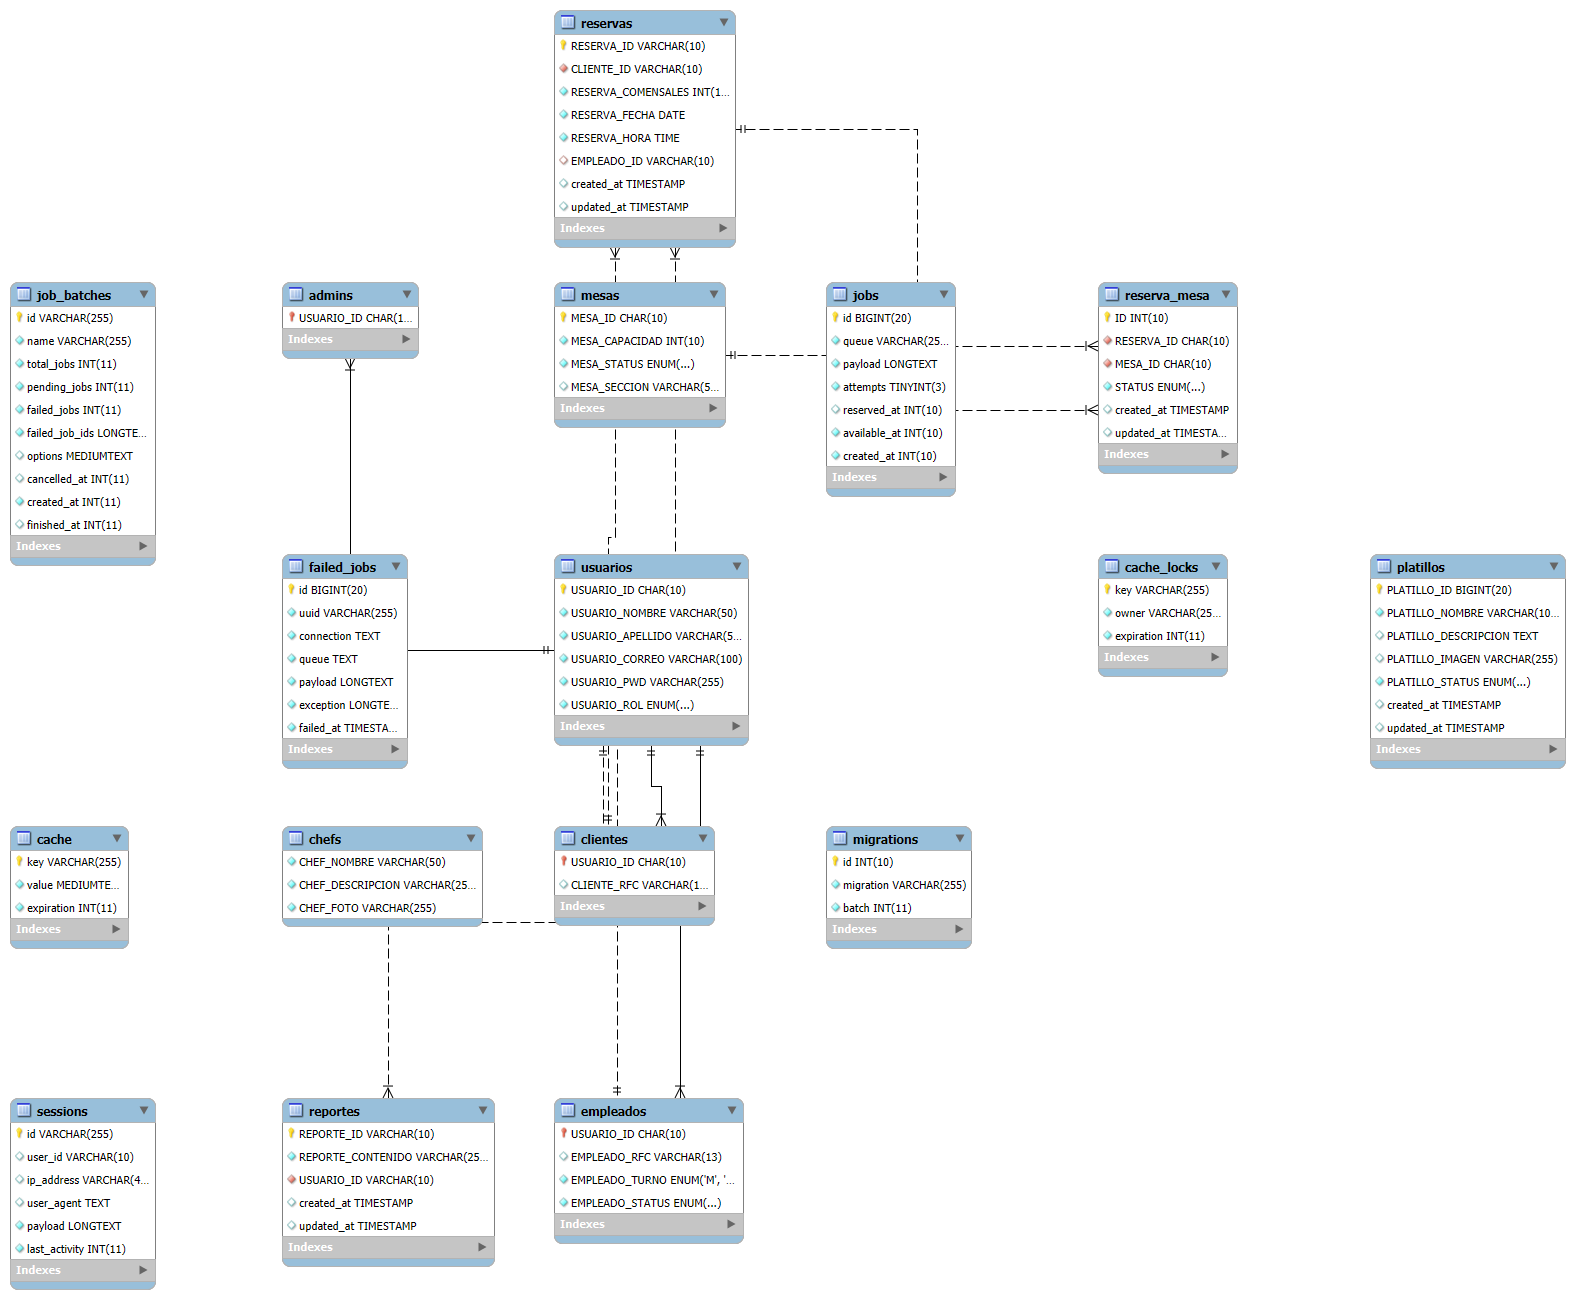 reservas
RESERVA_ID VARCHAR(10)
CLIENTE_ID VARCHAR(10)
RESERVA_COMENSALES INT(1...
RESERVA_FECHA DATE
RESERVA_HORA TIME
EMPLEADO_ID VARCHAR(10)
created_at TIMESTAMP
updated_at TIMESTAMP
Indexes
job_batches
id VARCHAR(255)
name VARCHAR(255)
total_jobs INT(11)
pending_jobs INT(11)
failed_jobs INT(11)
failed_job_ids LONGTE...
options MEDIUMTEXT
cancelled_at INT(11)
created_at INT(11)
finished_at INT(11)
Indexes
admins
USUARIO_ID CHAR(1...
Indexes
mesas
MESA_ID CHAR(10)
MESA_CAPACIDAD INT(10)
MESA_STATUS ENUM(...)
MESA_SECCION VARCHAR(5...
Indexes
jobs
id BIGINT(20)
queue VARCHAR(25...
payload LONGTEXT
attempts TINYINT(3)
reserved_at INT(10)
available_at INT(10)
created_at INT(10)
Indexes
reserva_mesa
ID INT(10)
RESERVA_ID CHAR(10)
MESA_ID CHAR(10)
STATUS ENUM(...)
created_at TIMESTAMP
updated_at TIMESTA...
Indexes
failed_jobs
id BIGINT(20)
uuid VARCHAR(255)
connection TEXT
queue TEXT
payload LONGTEXT
exception LONGTE...
failed_at TIMESTA...
Indexes
usuarios
USUARIO_ID CHAR(10)
USUARIO_NOMBRE VARCHAR(50)
USUARIO_APELLIDO VARCHAR(5...
USUARIO_CORREO VARCHAR(100)
USUARIO_PWD VARCHAR(255)
USUARIO_ROL ENUM(...)
Indexes
cache_locks
key VARCHAR(255)
owner VARCHAR(25...
expiration INT(11)
Indexes
platillos
PLATILLO_ID BIGINT(20)
PLATILLO_NOMBRE VARCHAR(10...
PLATILLO_DESCRIPCION TEXT
PLATILLO_IMAGEN VARCHAR(255)
PLATILLO_STATUS ENUM(...)
created_at TIMESTAMP
updated_at TIMESTAMP
Indexes
cache
key VARCHAR(255)
value MEDIUMTE...
expiration INT(11)
Indexes
chefs
CHEF_NOMBRE VARCHAR(50)
CHEF_DESCRIPCION VARCHAR(25...
CHEF_FOTO VARCHAR(255)
clientes
USUARIO_ID CHAR(10)
CLIENTE_RFC VARCHAR(1...
Indexes
migrations
id INT(10)
migration VARCHAR(255)
batch INT(11)
Indexes
sessions
id VARCHAR(255)
user_id VARCHAR(10)
ip_address VARCHAR(4...
user_agent TEXT
payload LONGTEXT
last_activity INT(11)
Indexes
reportes
REPORTE_ID VARCHAR(10)
REPORTE_CONTENIDO VARCHAR(25...
USUARIO_ID VARCHAR(10)
created_at TIMESTAMP
updated_at TIMESTAMP
Indexes
empleados
USUARIO_ID CHAR(10)
EMPLEADO_RFC VARCHAR(13)
EMPLEADO_TURNO ENUM('M', '...
EMPLEADO_STATUS ENUM(...)
Indexes